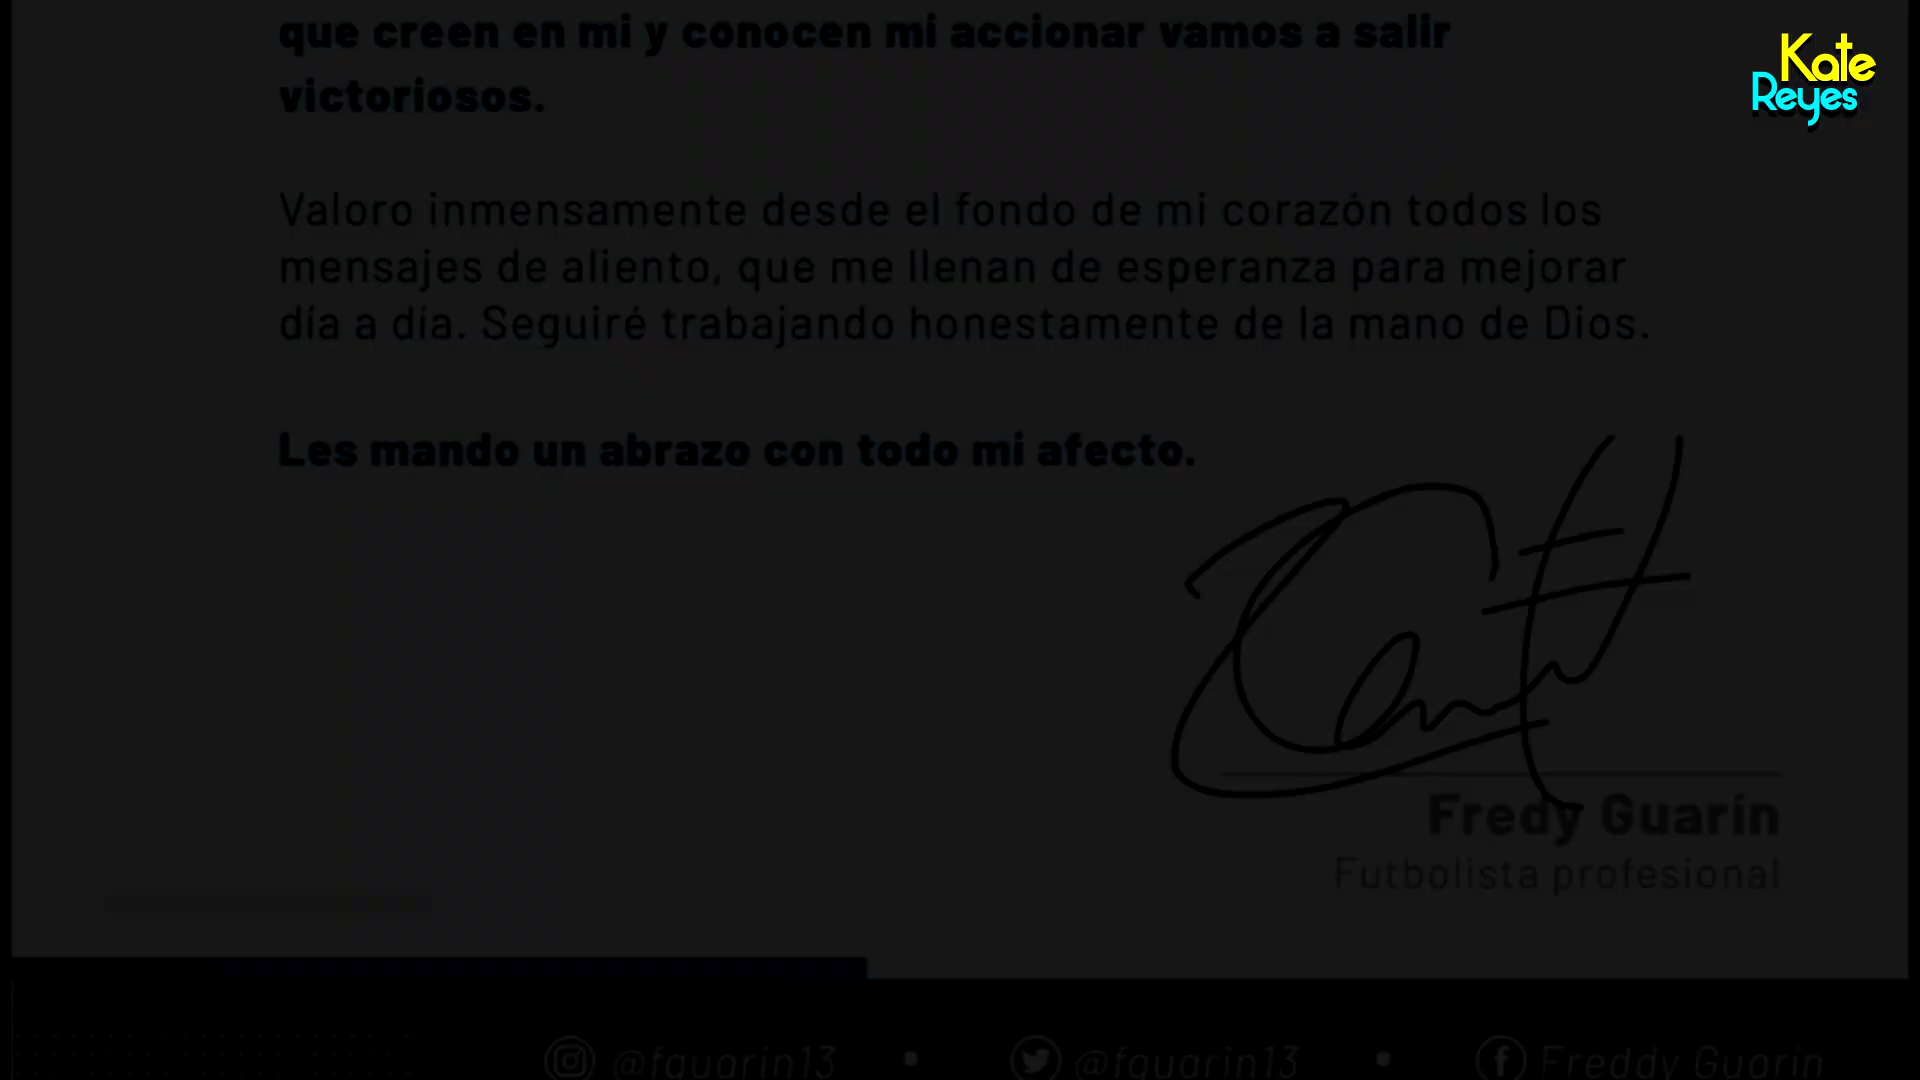 que creen en mi y conocen mi accionar vamos a salir
victoriosos.
Valoro inmensamente desde el fondo de mi corazón todos los
mensajes de aliento, que me llenan de esperanza para mejorar
día a día. Seguiré trabajando honestamente de la mano de Dios.
Les mando un abrazo con todo mi afecto.
Fredy Guarín
Futbolista profesional
@fguarin13 • @fguarin13 • Freddy Guarín
Kate
Reyes